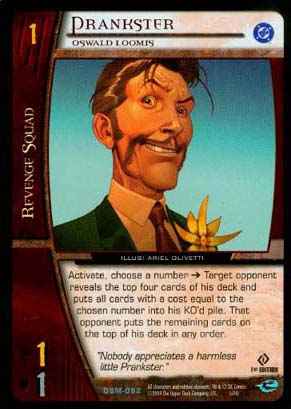 1
PRANKSTER
OSWALD LOOMIS
DC
REVENGE SQUAD
ILLUS: ARIEL OLIVETTI
Activate, choose a number → Target opponent
reveals the top four cards of his deck and
puts all cards with a cost equal to the
chosen number into his KO'd pile. That
opponent puts the remaining cards on
the top of his deck in any order.
"Nobody appreciates a harmless
little Prankster."
1
1
1ST EDITION
DSM-092